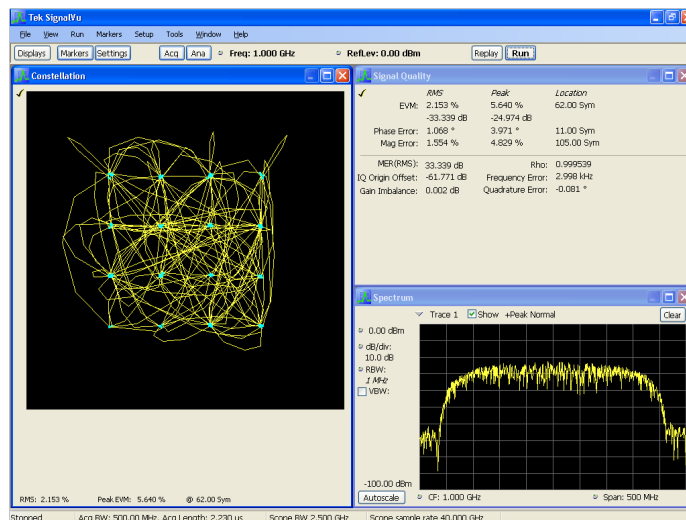 Tek SignalVu
File View Run Markers Setup Tools Window Help
Displays Markers Settings Acq Ana Freq: 1.000 GHz RefLev: 0.00 dBm Replay Run
Constellation
RMS: 2.153 % Peak EVM: 5.640 % @ 62.00 Sym
Signal Quality
RMS Peak Location
EVM: 2.153 % 5.640 % 62.00 Sym
-33.339 dB -24.974 dB
Phase Error: 1.068 ° 3.971 ° 11.00 Sym
Mag Error: 1.554 % 4.829 % 105.00 Sym
MER(RMS): 33.339 dB Rho: 0.999539
IQ Origin Offset: -61.771 dB Frequency Error: 2.998 kHz
Gain Imbalance: 0.002 dB Quadrature Error: -0.081 °
Spectrum
Trace 1 Show +Peak Normal Clear
0.00 dBm
dB/div:
10.0 dB
RBW:
1 MHz
VBW:
-100.00 dBm
Autoscale CF: 1.000 GHz Span: 500 MHz
Stopped Acq BW: 500.00 MHz, Acq Length: 2.230 us Scope BW 2.500 GHz Scope sample rate 40.000 GHz